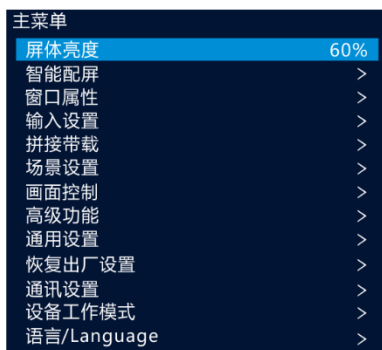 主菜单
屏体亮度 60%
智能配屏 >
窗口属性 >
输入设置 >
拼接带载 >
场景设置 >
画面控制 >
高级功能 >
通用设置 >
恢复出厂设置 >
通讯设置 >
设备工作模式 >
语言/Language >